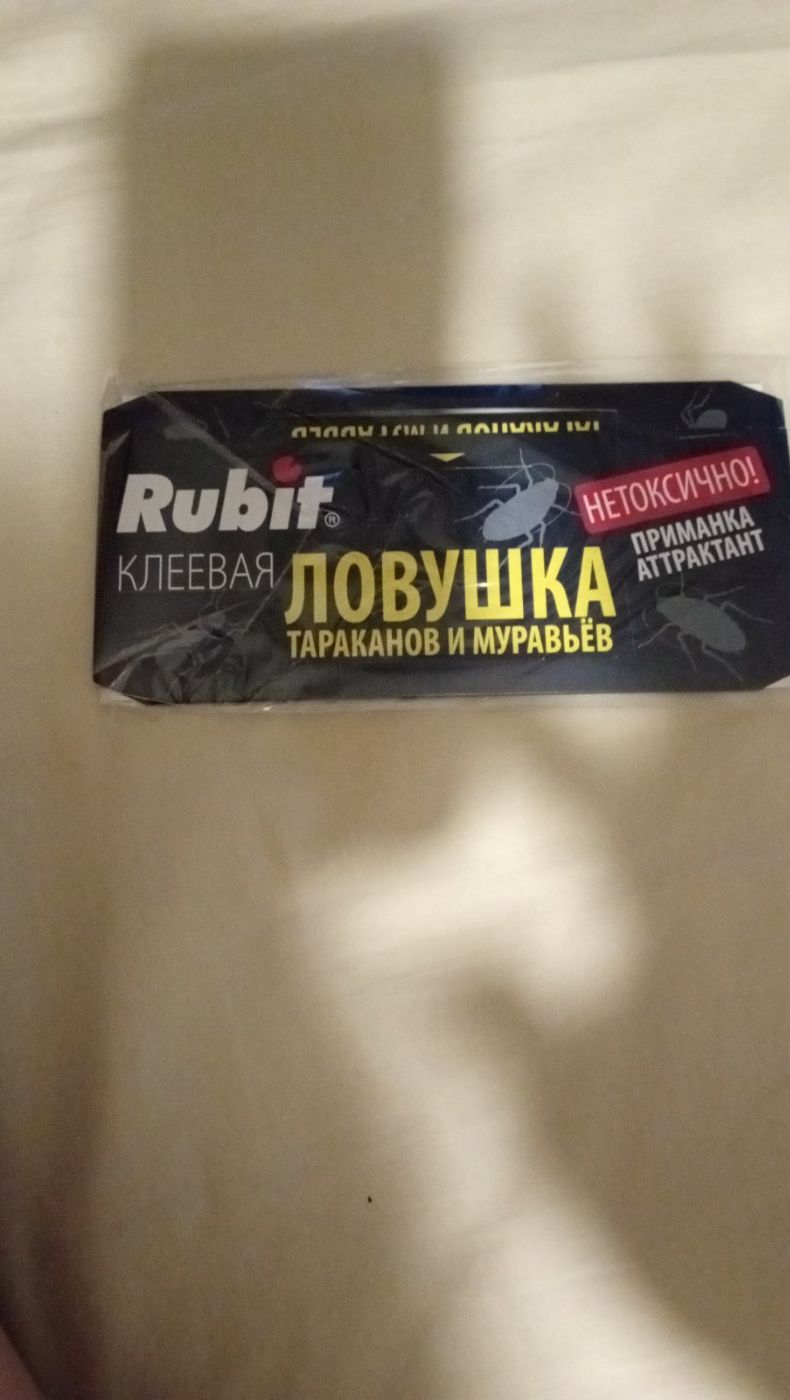 Rubit®
КЛЕЕВАЯ
ЛОВУШКА
ТАРАКАНОВ И МУРАВЬЁВ
НЕТОКСИЧНО!
ПРИМАНКА
АТТРАКТАНТ